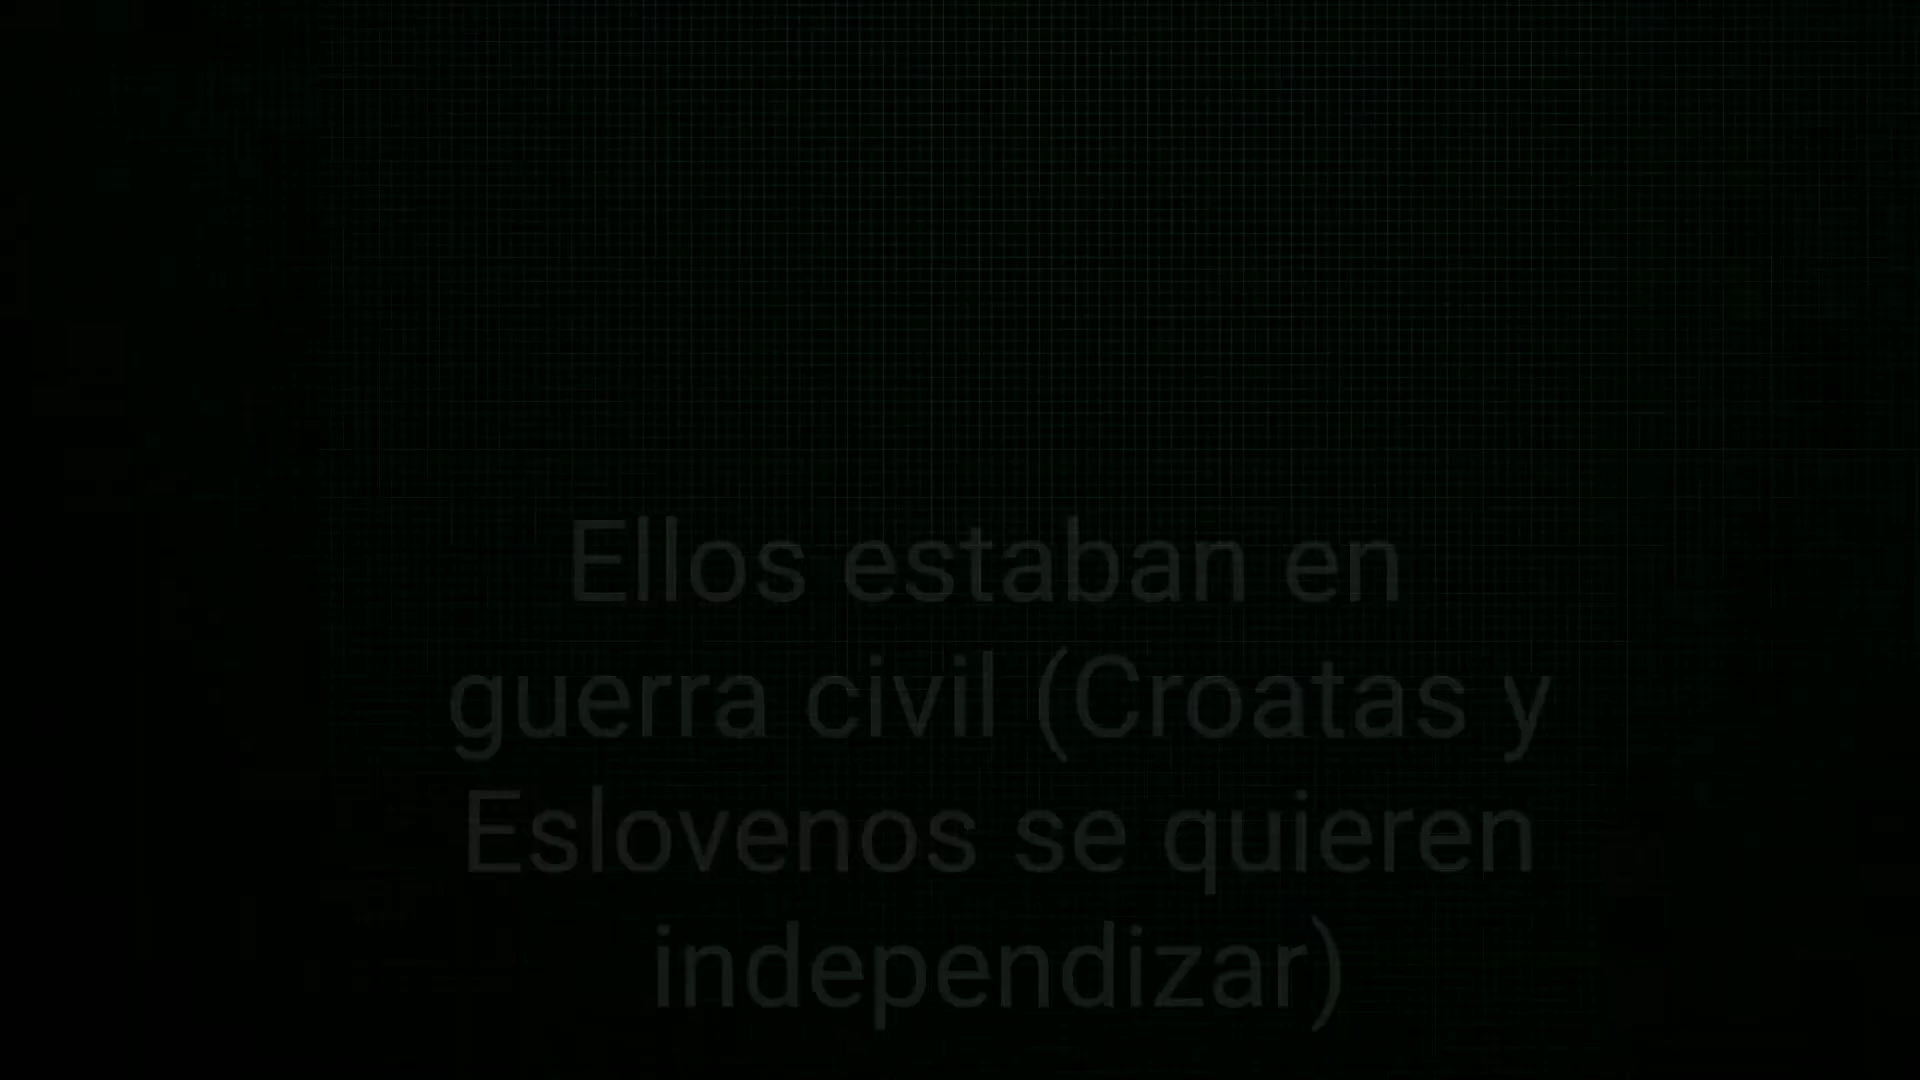 Ellos estaban en
guerra civil (Croatas y
Eslovenos se quieren
independizar)